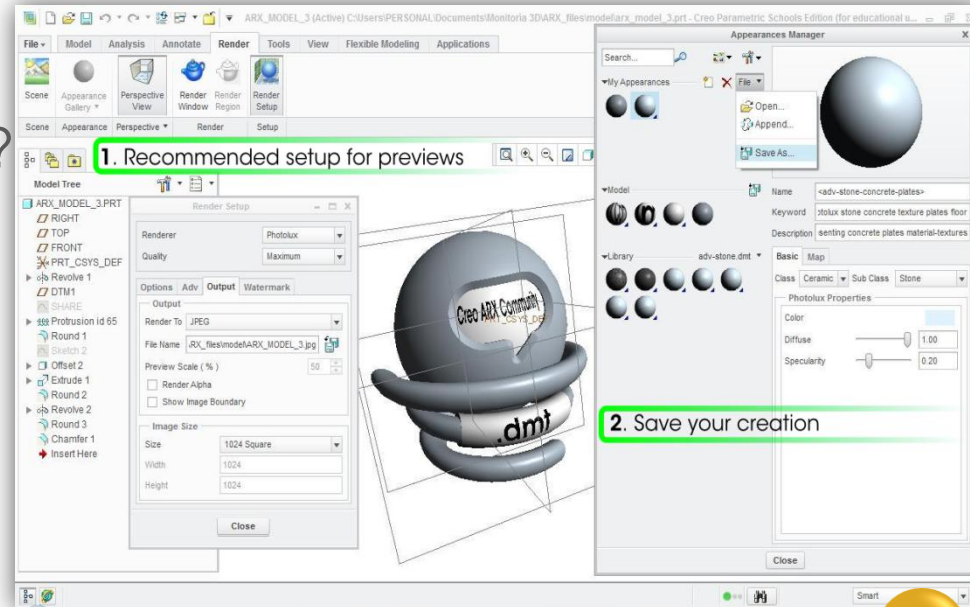 ARX_MODEL_3 (Active) C:\Users\PERSONAL\Documents\Monitoria 3D\ARX_files\model\arx_model_3.prt - Creo Parametric Schools Edition (for educational u...
File Model Analysis Annotate Render Tools View Flexible Modeling Applications
Scene Appearance Gallery Perspective View Render Window Render Region Render Setup
Scene Appearance Perspective Render Setup
?
1. Recommended setup for previews
Model Tree
ARX_MODEL_3.PRT
RIGHT
TOP
FRONT
PRT_CSYS_DEF
Revolve 1
DTM1
SHARE
Protrusion id 65
Round 1
Sketch 2
Offset 2
Extrude 1
Round 2
Revolve 2
Round 3
Chamfer 1
Insert Here
Render Setup
Renderer Photolux
Quality Maximum
Options Adv Output Watermark
Output
Render To JPEG
File Name RX_files\model\ARX_MODEL_3.jpg
Preview Scale ( % ) 50
Render Alpha
Show Image Boundary
Image Size
Size 1024 Square
Width 1024
Height 1024
Close
Creo ARX Community
PRT_CSYS_DEF
.dmt
Appearances Manager X
Search...
My Appearances File
Open...
Append...
Save As...
Model
Name <adv-stone-concrete-plates>
Keyword otolux stone concrete texture plates floor
Description senting concrete plates material-textures
Library adv-stone.dmt
Basic Map
Class Ceramic Sub Class Stone
Photolux Properties
Color
Diffuse 1.00
Specularity 0.20
2. Save your creation
Close
Smart